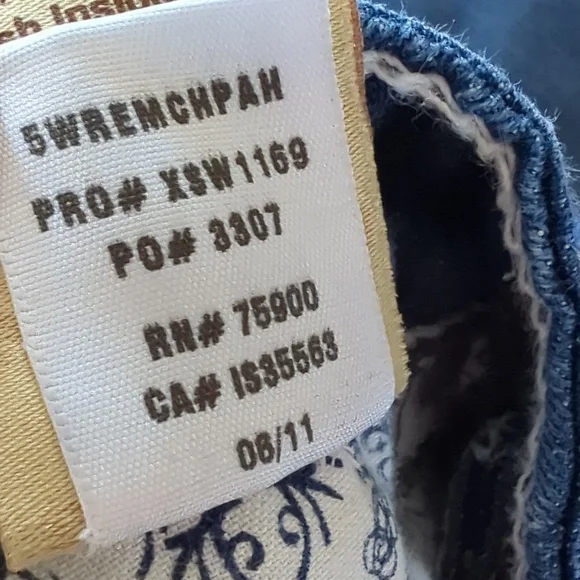 5WREMCHPAH
PRO# XSW1169
PO# 3307
RN# 75900
CA# IS35563
06/11